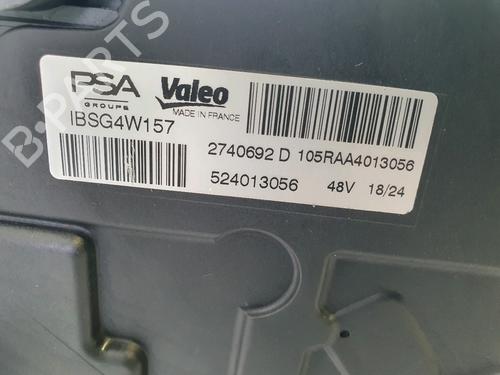 B-PARTS
PSA
GROUPE
Valeo
MADE IN FRANCE
IBSG4W157
2740692 D 105RAA4013056
524013056 48V 18/24